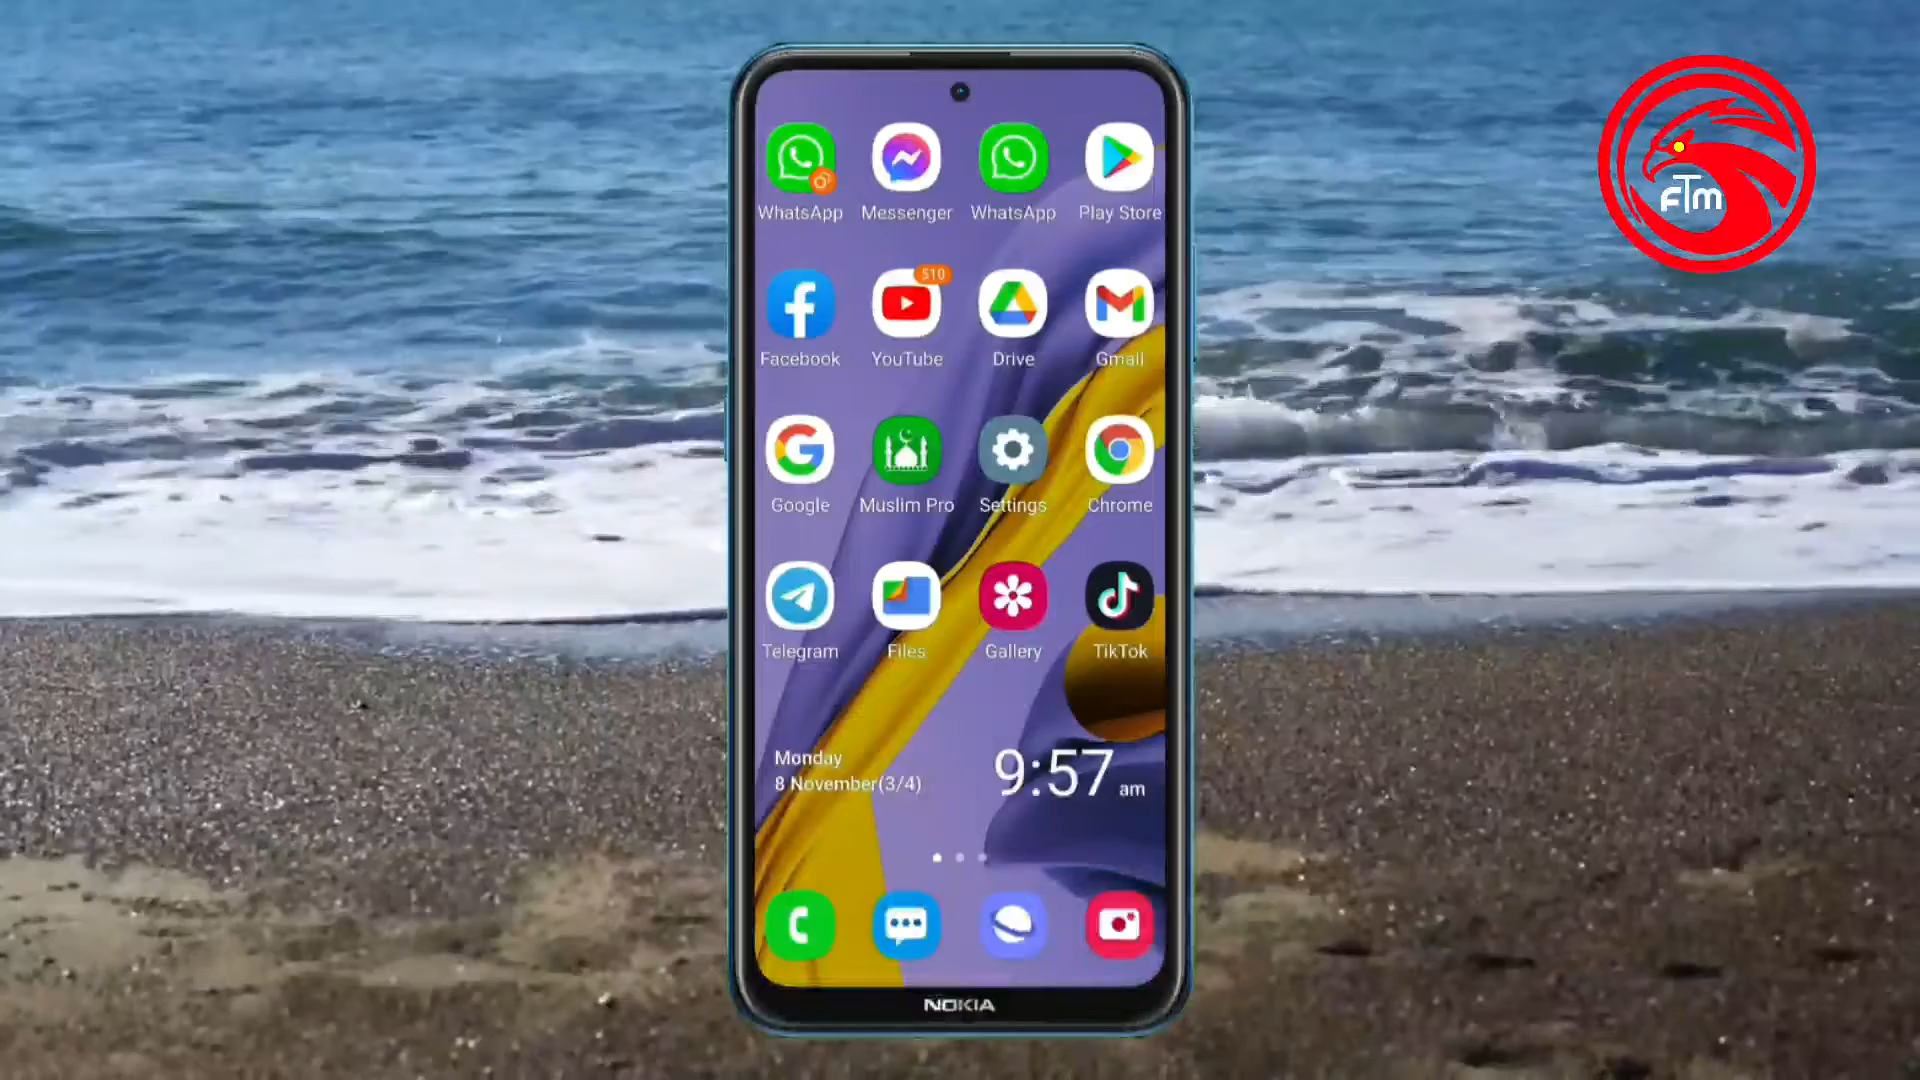 FTm
WhatsApp Messenger WhatsApp Play Store
510
Facebook YouTube Drive Gmail
Google Muslim Pro Settings Chrome
Telegram Files Gallery TikTok
Monday
8 November(3/4)
9:57 am
NOKIA